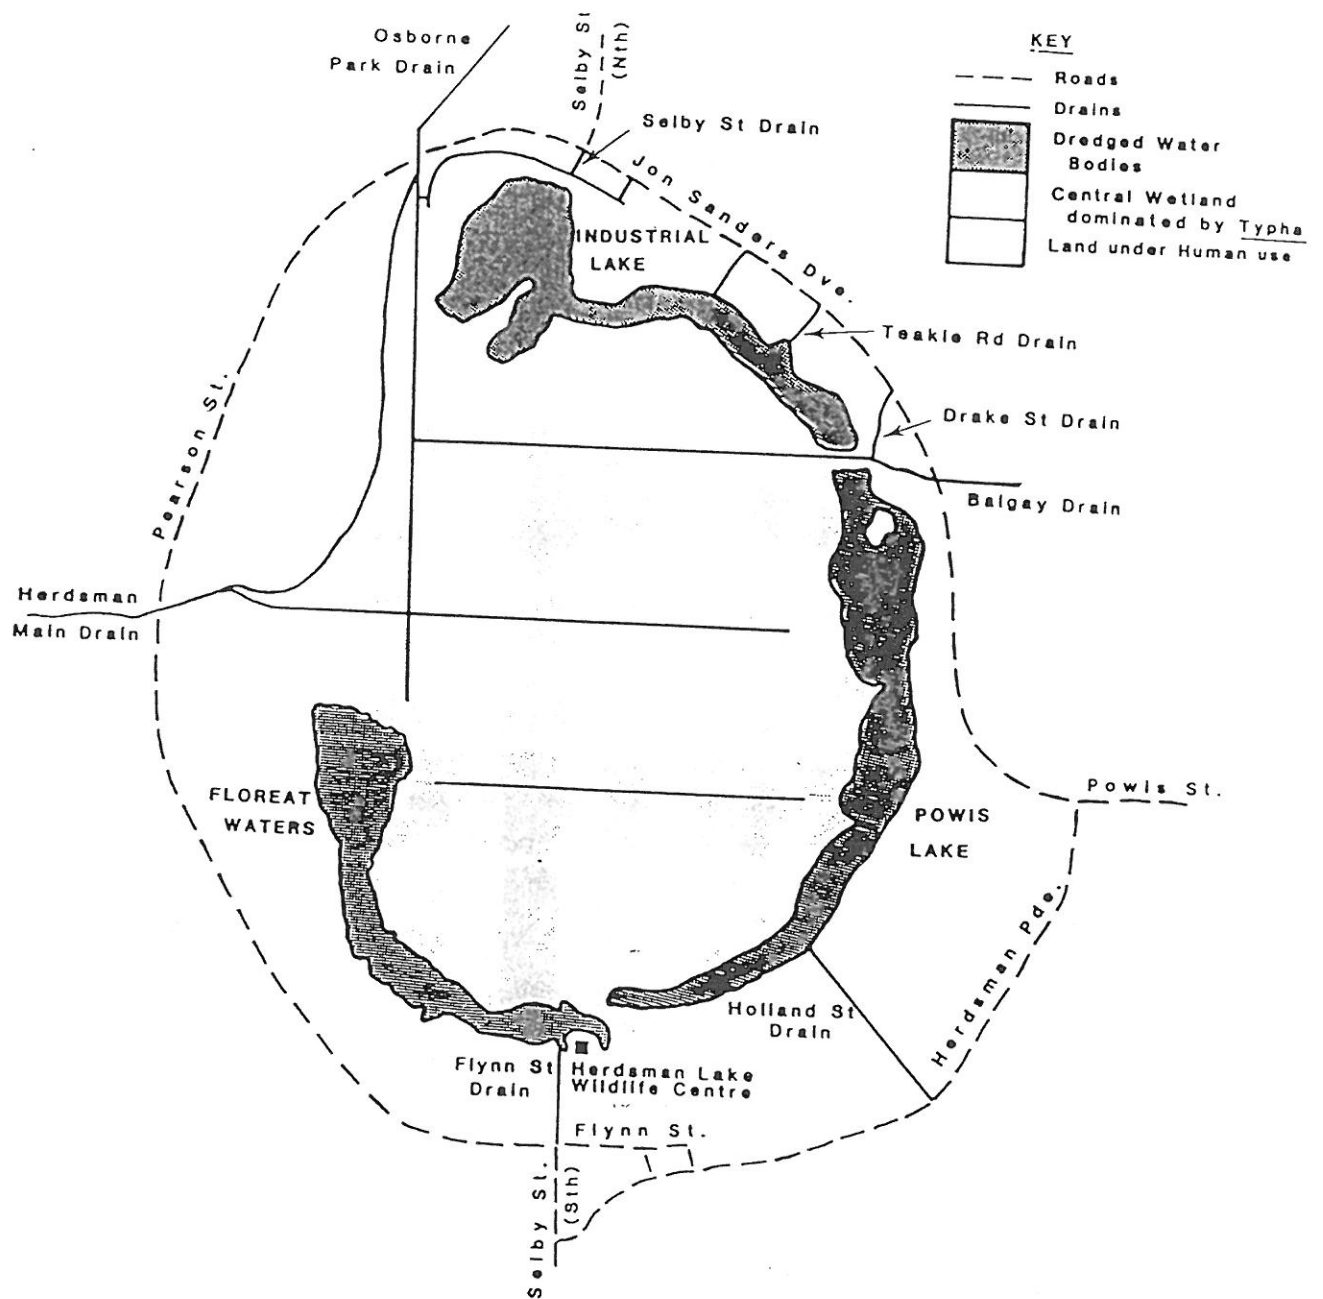 Osborne
Park Drain
Selby St
(Nth)
Selby St Drain
Jon Sanders Dve.
KEY
Roads
Drains
Dredged Water
Bodies
Central Wetland
dominated by Typha
Land under Human use
INDUSTRIAL
LAKE
Teakle Rd Drain
Drake St Drain
Balgay Drain
Pearson St.
Herdsman
Main Drain
FLOREAT
WATERS
Powis St.
POWIS
LAKE
Herdsman Pde.
Holland St
Drain
Flynn St
Drain
Herdsman Lake
Wildlife Centre
Flynn St.
Selby St.
(Sth)